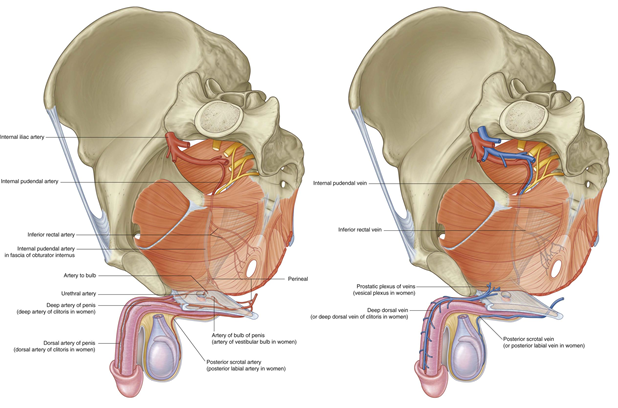 Internal iliac artery
Internal pudendal artery
Inferior rectal artery
Internal pudendal artery
in fascia of obturator internus
Artery to bulb
Perineal
Urethral artery
Deep artery of penis
(deep artery of clitoris in women)
Artery of bulb of penis
(artery of vestibular bulb in women)
Dorsal artery of penis
(dorsal artery of clitoris in women)
Posterior scrotal artery
(posterior labial artery in women)
Internal pudendal vein
Inferior rectal vein
Prostatic plexus of veins
(vesical plexus in women)
Deep dorsal vein
(or deep dorsal vein of clitoris in women)
Posterior scrotal vein
(or posterior labial vein in women)